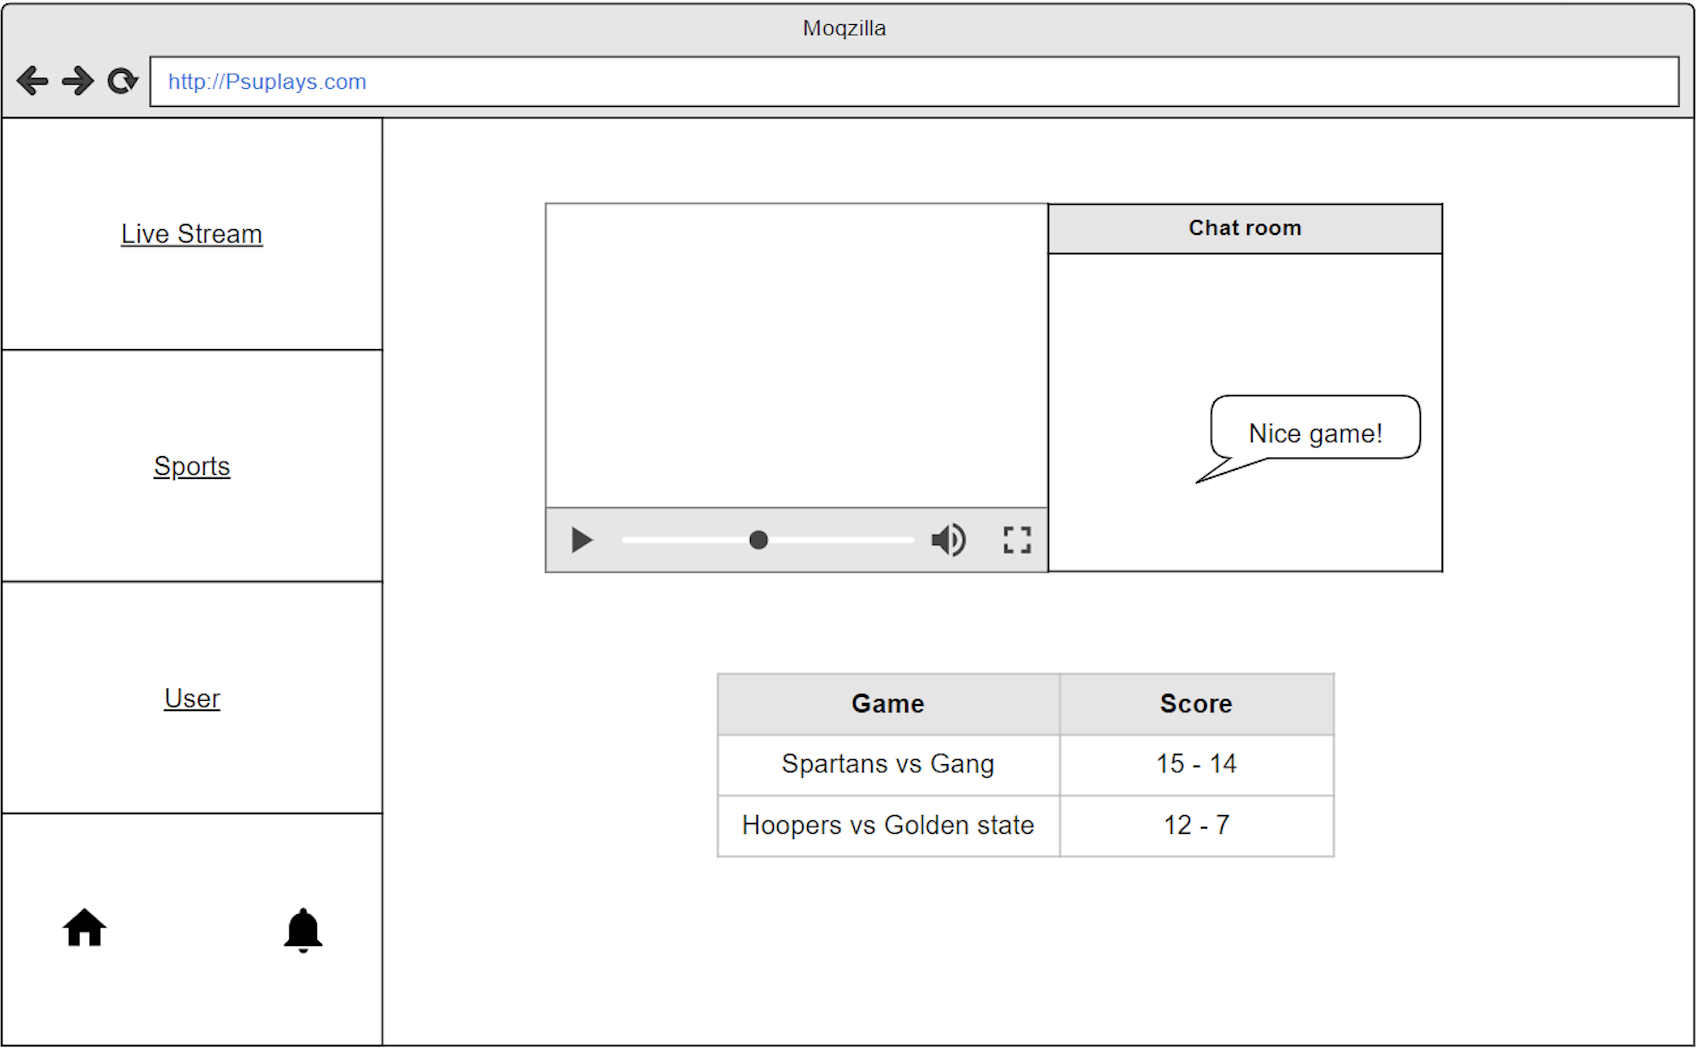 Moqzilla
http://Psuplays.com
Live Stream
Sports
User
Chat room
Nice game!
Game Score
Spartans vs Gang 15 - 14
Hoopers vs Golden state 12 - 7